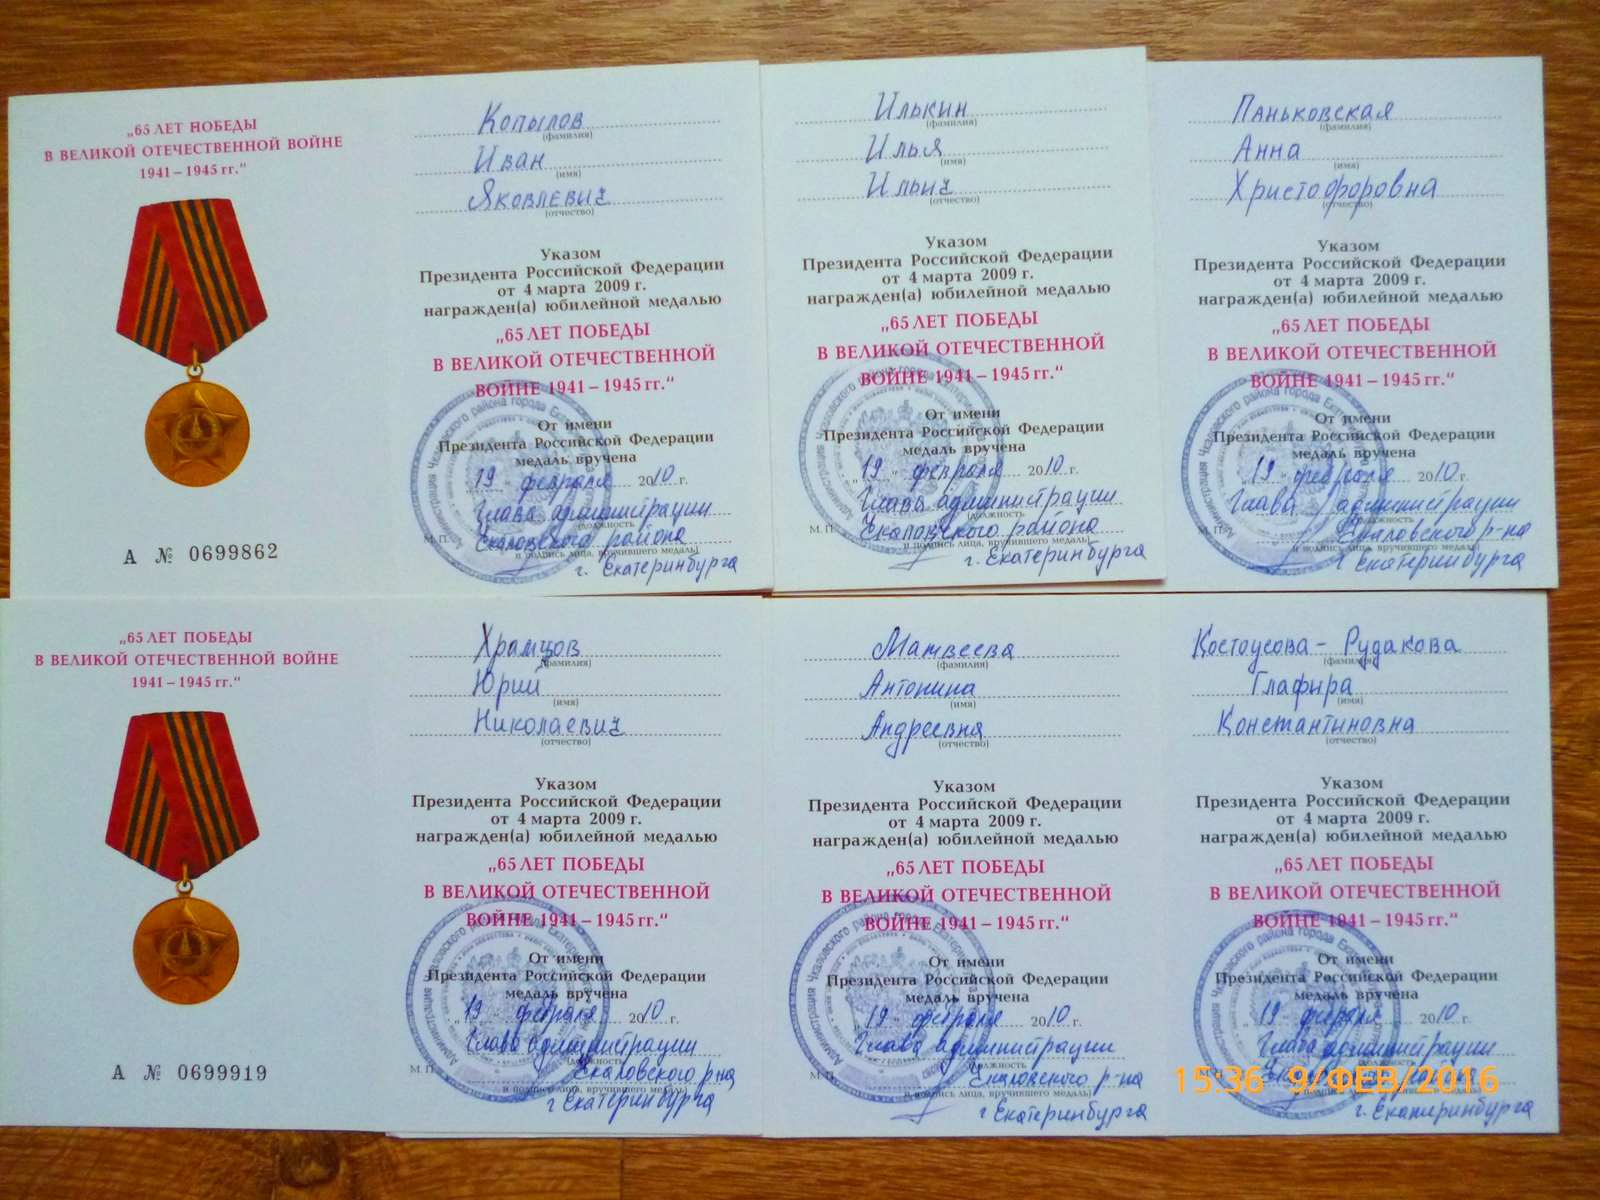 „65 ЛЕТ ПОБЕДЫ
В ВЕЛИКОЙ ОТЕЧЕСТВЕННОЙ ВОЙНЕ
1941 – 1945 гг.“
А № 0699862
Копылов
(фамилия)
Иван
(имя)
Яковлевич
(отчество)
Указом
Президента Российской Федерации
от 4 марта 2009 г.
награжден(а) юбилейной медалью
„65 ЛЕТ ПОБЕДЫ
В ВЕЛИКОЙ ОТЕЧЕСТВЕННОЙ
ВОЙНЕ 1941 – 1945 гг.“
От имени
Президента Российской Федерации
медаль вручена
„19“ февраля 2010 г.
Глава администрации
(должность
М. П. Чкаловского района
и подпись лица, вручившего медаль)
г. Екатеринбурга
Илькин
(фамилия)
Илья
(имя)
Ильич
(отчество)
Указом
Президента Российской Федерации
от 4 марта 2009 г.
награжден(а) юбилейной медалью
„65 ЛЕТ ПОБЕДЫ
В ВЕЛИКОЙ ОТЕЧЕСТВЕННОЙ
ВОЙНЕ 1941 – 1945 гг.“
От имени
Президента Российской Федерации
медаль вручена
„19“ февраля 2010 г.
Глава администрации
(должность
М. П. Чкаловского района
и подпись лица, вручившего медаль)
г. Екатеринбурга
Паньковская
(фамилия)
Анна
(имя)
Христофоровна
(отчество)
Указом
Президента Российской Федерации
от 4 марта 2009 г.
награжден(а) юбилейной медалью
„65 ЛЕТ ПОБЕДЫ
В ВЕЛИКОЙ ОТЕЧЕСТВЕННОЙ
ВОЙНЕ 1941 – 1945 гг.“
От имени
Президента Российской Федерации
медаль вручена
„19“ февраля 2010 г.
Глава администрации
(должность
М. П. Чкаловского р-на
и подпись лица, вручившего медаль)
г Екатеринбурга
„65 ЛЕТ ПОБЕДЫ
В ВЕЛИКОЙ ОТЕЧЕСТВЕННОЙ ВОЙНЕ
1941 – 1945 гг.“
А № 0699919
Храмцов
(фамилия)
Юрий
Николаевич
(отчество)
Указом
Президента Российской Федерации
от 4 марта 2009 г.
награжден(а) юбилейной медалью
„65 ЛЕТ ПОБЕДЫ
В ВЕЛИКОЙ ОТЕЧЕСТВЕННОЙ
ВОЙНЕ 1941 – 1945 гг.“
От имени
Президента Российской Федерации
медаль вручена
„19“ февраля 2010 г.
Глава администрации
(должность
М. П. Чкаловского р-на
и подпись лица, вручившего медаль)
г Екатеринбурга
Матвеева
(фамилия)
Антонина
(имя)
Андреевна
(отчество)
Указом
Президента Российской Федерации
от 4 марта 2009 г.
награжден(а) юбилейной медалью
„65 ЛЕТ ПОБЕДЫ
В ВЕЛИКОЙ ОТЕЧЕСТВЕННОЙ
ВОЙНЕ 1941 – 1945 гг.“
От имени
Президента Российской Федерации
медаль вручена
„19“ февраля 2010 г.
Глава администрации
(должность
М. П. Чкаловского р-на
и подпись лица, вручившего медаль)
г Екатеринбурга
Костоусова - Рудакова
(фамилия)
Глафира
(имя)
Константиновна
(отчество)
Указом
Президента Российской Федерации
от 4 марта 2009 г.
награжден(а) юбилейной медалью
„65 ЛЕТ ПОБЕДЫ
В ВЕЛИКОЙ ОТЕЧЕСТВЕННОЙ
ВОЙНЕ 1941 – 1945 гг.“
От имени
Президента Российской Федерации
медаль вручена
„19“ февраля 2010 г.
Глава администрации
г. Екатеринбурга
15:36 9/ФЕВ/2016